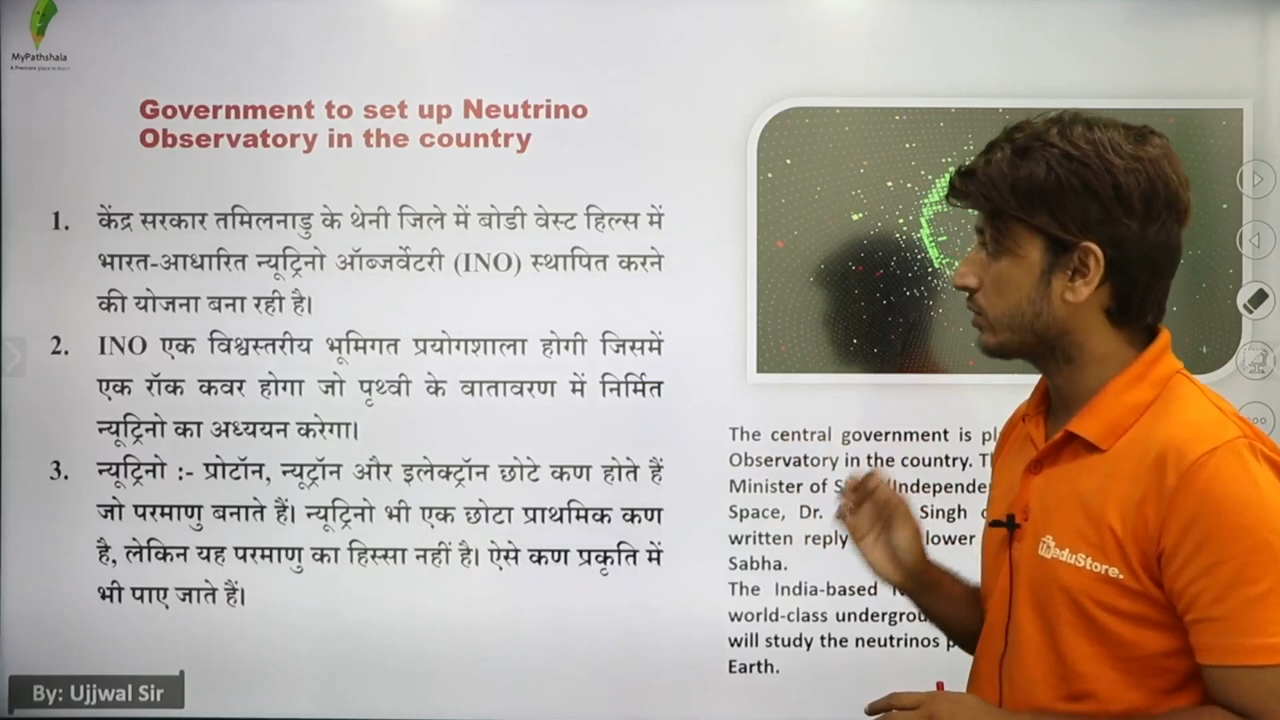 MyPathshala
Government to set up Neutrino
Observatory in the country
1. केंद्र सरकार तमिलनाडु के थेनी जिले में बोडी वेस्ट हिल्स में
भारत-आधारित न्यूट्रिनो ऑब्जर्वेटरी (INO) स्थापित करने
की योजना बना रही है।
2. INO एक विश्वस्तरीय भूमिगत प्रयोगशाला होगी जिसमें
एक रॉक कवर होगा जो पृथ्वी के वातावरण में निर्मित
न्यूट्रिनो का अध्ययन करेगा।
3. न्यूट्रिनो :- प्रोटॉन, न्यूट्रॉन और इलेक्ट्रॉन छोटे कण होते हैं
जो परमाणु बनाते हैं। न्यूट्रिनो भी एक छोटा प्राथमिक कण
है, लेकिन यह परमाणु का हिस्सा नहीं है। ऐसे कण प्रकृति में
भी पाए जाते हैं।
The central government is
Observatory in the country.
Minister of
Space, Dr. Singh
written reply lower
Sabha.
The India-based
world-class
will study the neutrinos
Earth.
eduStore.
By: Ujjwal Sir